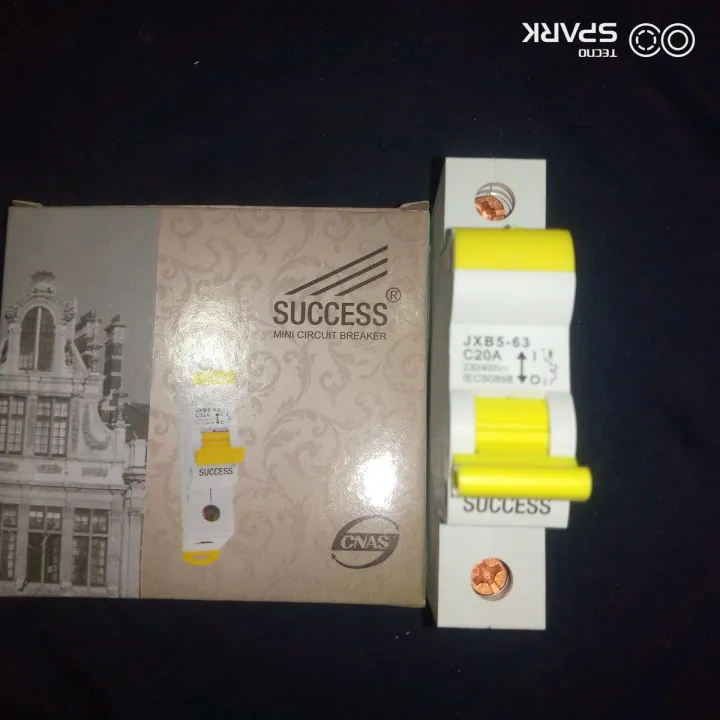 TECNO
SPARK
SUCCESS®
MINI CIRCUIT BREAKER
SUCCESS
CNAS
JXB5-63
C20A
230/400V~
IEC60898
SUCCESS